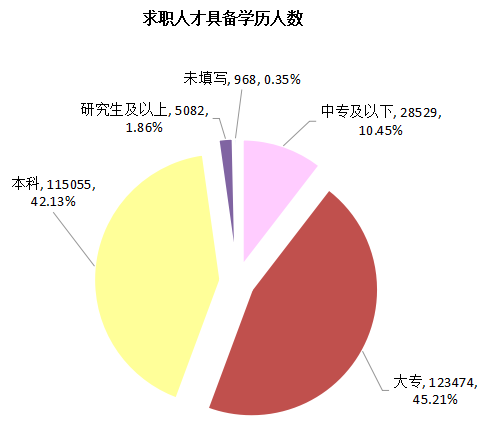 求职人才具备学历人数
未填写, 968, 0.35%
研究生及以上, 5082,
1.86%
中专及以下, 28529,
10.45%
本科, 115055,
42.13%
大专, 123474,
45.21%